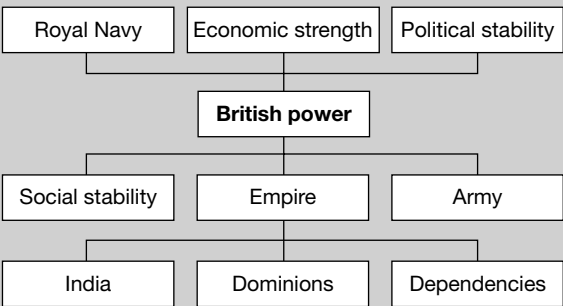 Royal Navy
Economic strength
Political stability
British power
Social stability
Empire
Army
India
Dominions
Dependencies